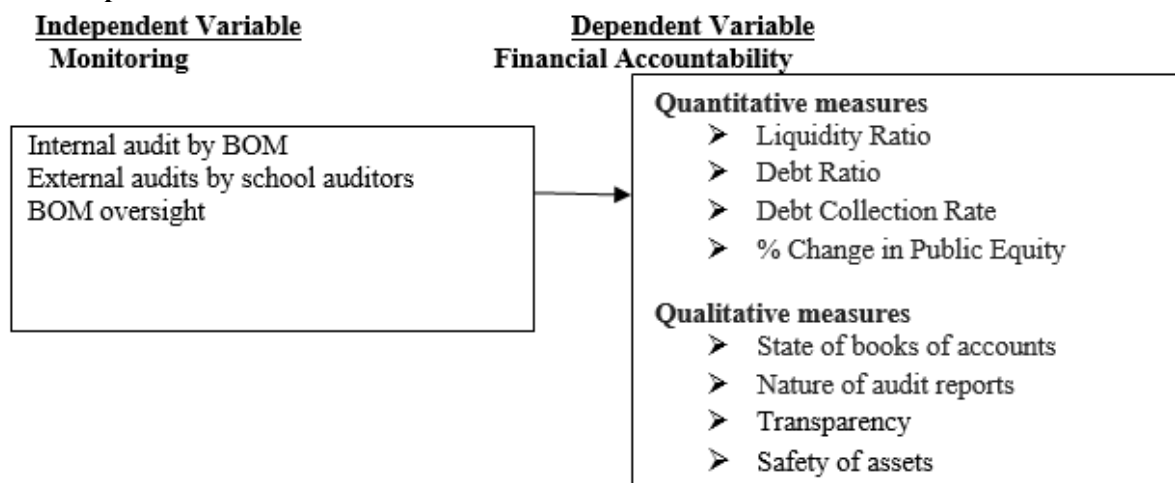 Independent Variable
Dependent Variable
Monitoring
Financial Accountability
Internal audit by BOM
External audits by school auditors
BOM oversight
Quantitative measures
➤ Liquidity Ratio
➤ Debt Ratio
➤ Debt Collection Rate
➤ % Change in Public Equity
Qualitative measures
➤ State of books of accounts
➤ Nature of audit reports
➤ Transparency
➤ Safety of assets